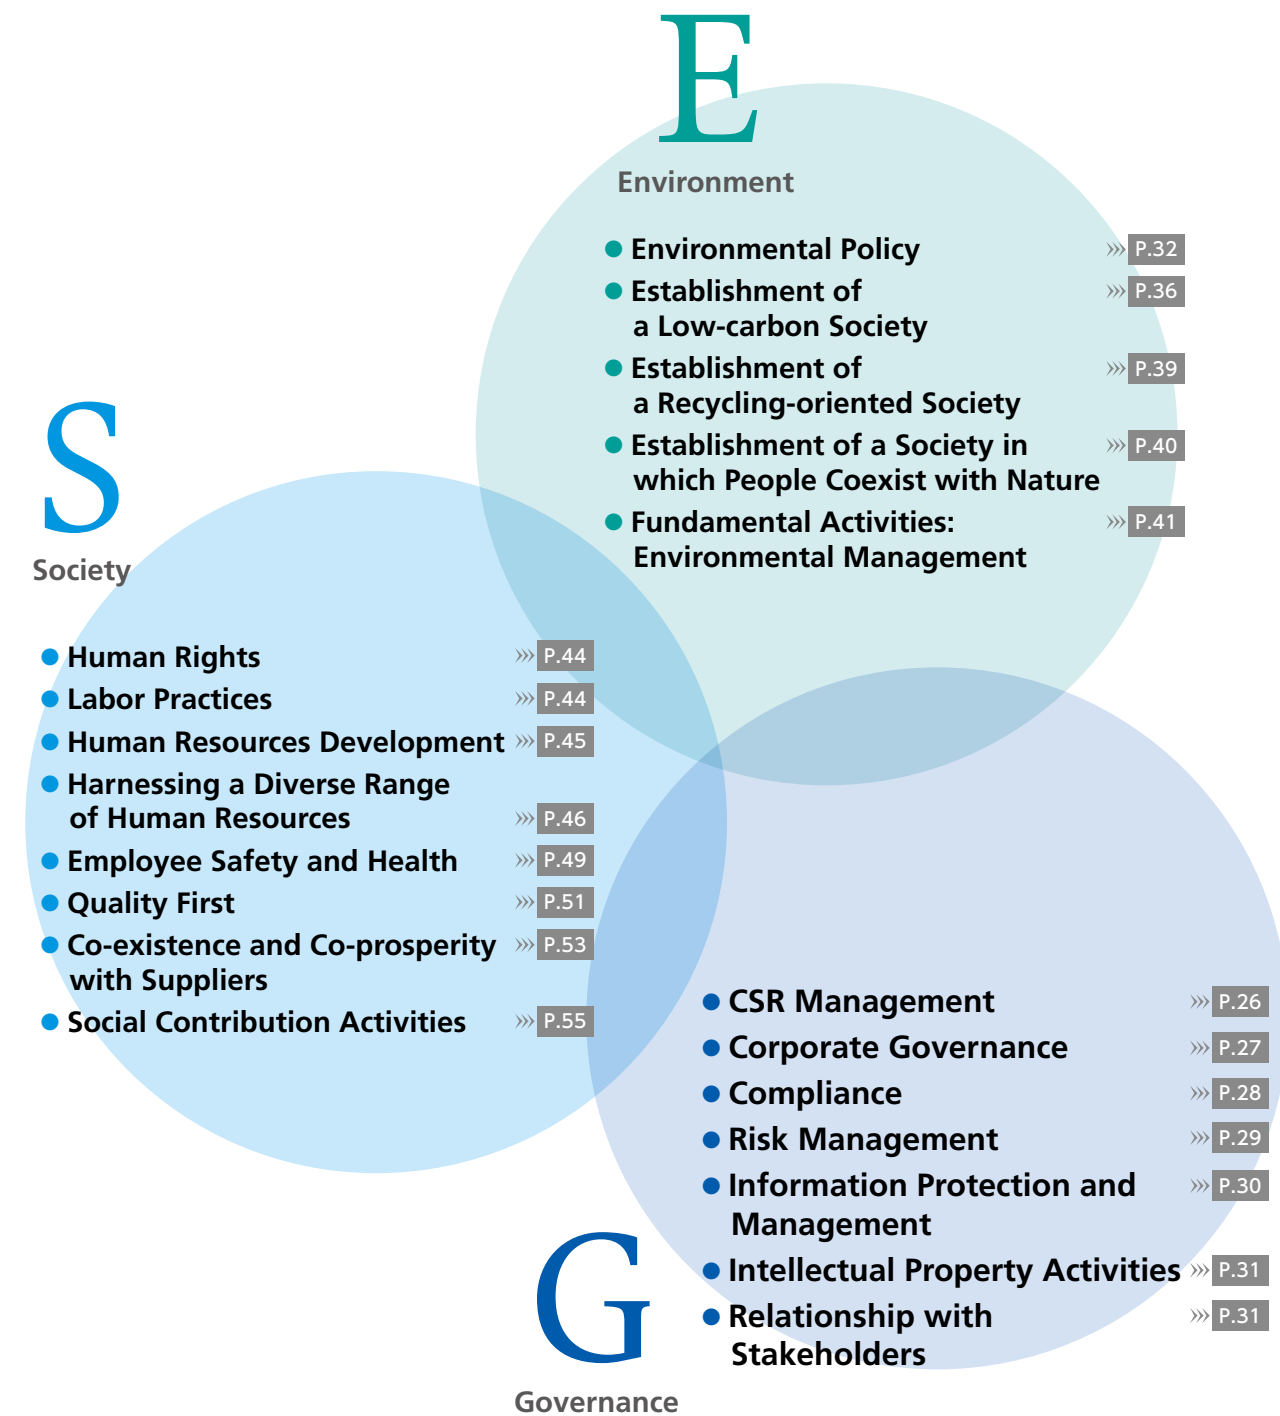 E
Environment
● Environmental Policy »» P.32
● Establishment of »» P.36
a Low-carbon Society
● Establishment of »» P.39
a Recycling-oriented Society
● Establishment of a Society in »» P.40
which People Coexist with Nature
● Fundamental Activities: »» P.41
Environmental Management
S
Society
● Human Rights »» P.44
● Labor Practices »» P.44
● Human Resources Development »» P.45
● Harnessing a Diverse Range
of Human Resources »» P.46
● Employee Safety and Health »» P.49
● Quality First »» P.51
● Co-existence and Co-prosperity »» P.53
with Suppliers
● Social Contribution Activities »» P.55
● CSR Management »» P.26
● Corporate Governance »» P.27
● Compliance »» P.28
● Risk Management »» P.29
● Information Protection and »» P.30
Management
● Intellectual Property Activities »» P.31
● Relationship with »» P.31
Stakeholders
G
Governance